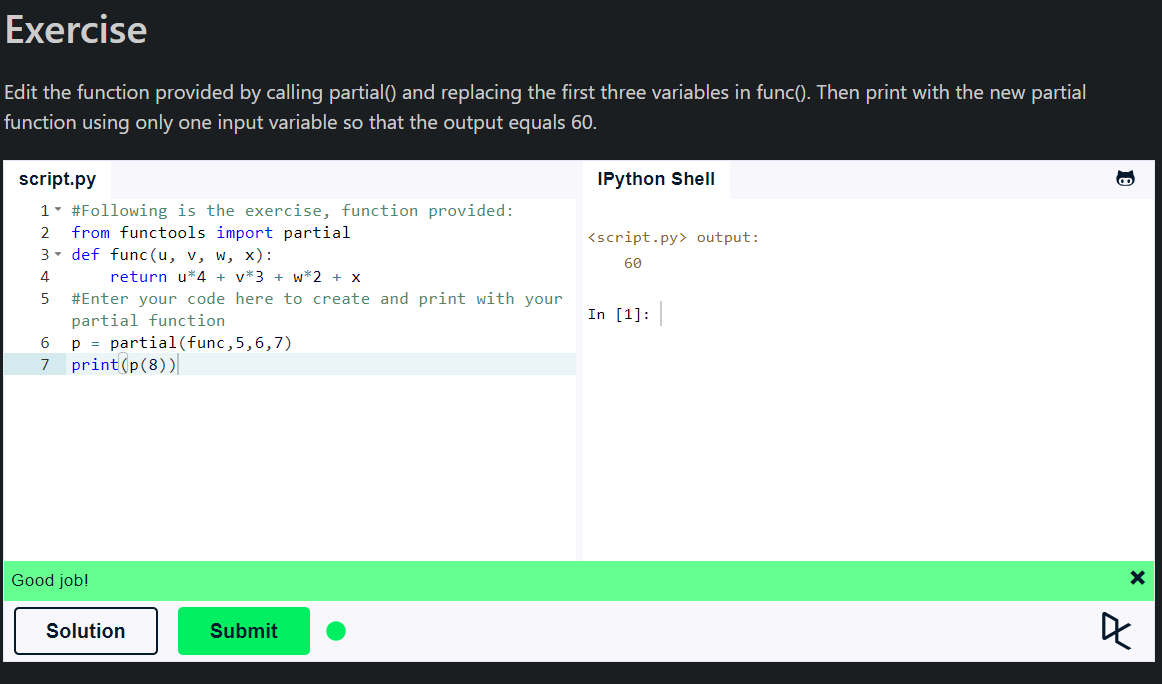 Exercise
Edit the function provided by calling partial() and replacing the first three variables in func(). Then print with the new partial
function using only one input variable so that the output equals 60.
script.py
1 #Following is the exercise, function provided:
2 from functools import partial
3 def func(u, v, w, x):
4     return u*4 + v*3 + w*2 + x
5 #Enter your code here to create and print with your
partial function
6 p = partial(func,5,6,7)
7 print(p(8))
IPython Shell
<script.py> output:
    60
In [1]:
Good job!
Solution
Submit